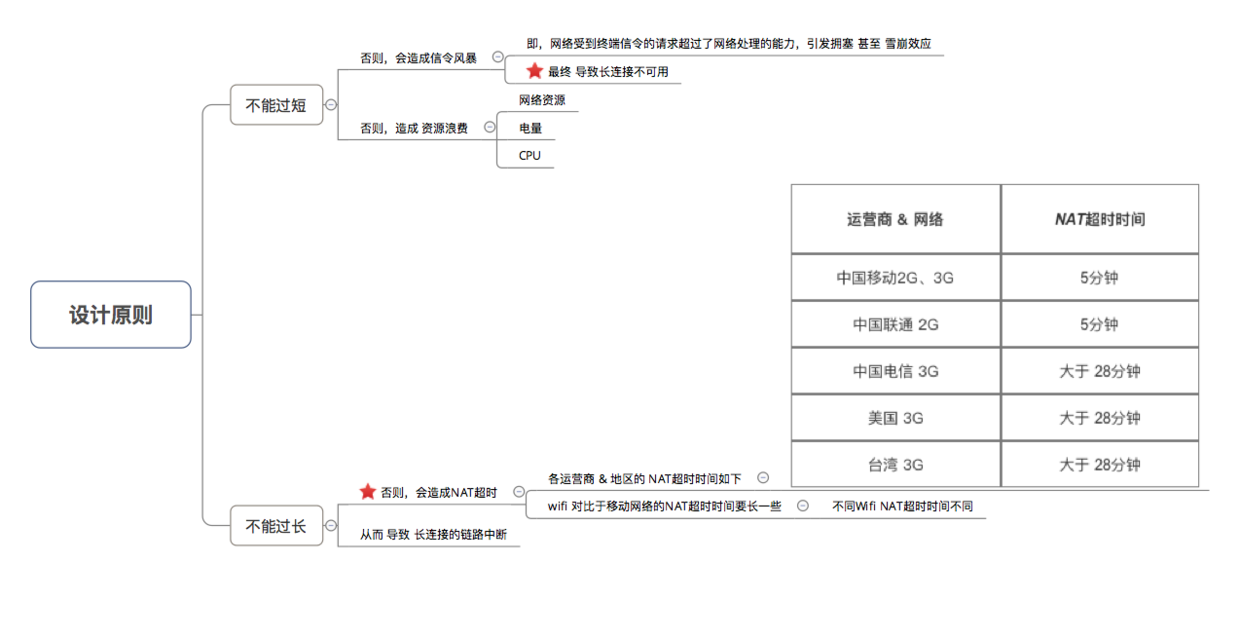 设计原则
不能过短
否则，会造成信令风暴
即，网络受到终端信令的请求超过了网络处理的能力，引发拥塞 甚至 雪崩效应
最终 导致长连接不可用
否则，造成 资源浪费
网络资源
电量
CPU
不能过长
否则，会造成NAT超时
各运营商 & 地区的 NAT超时时间如下
运营商 & 网络 NAT超时时间
中国移动2G、3G 5分钟
中国联通 2G 5分钟
中国电信 3G 大于 28分钟
美国 3G 大于 28分钟
台湾 3G 大于 28分钟
wifi 对比于移动网络的NAT超时时间要长一些
不同Wifi NAT超时时间不同
从而 导致 长连接的链路中断